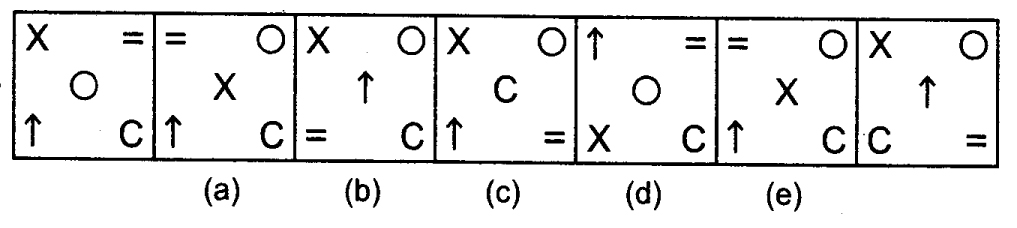 X = = O X O X O ↑ = = O X O
O X ↑ C O X ↑
↑ C ↑ C = C ↑ = X C ↑ C C =
(a) (b) (c) (d) (e)